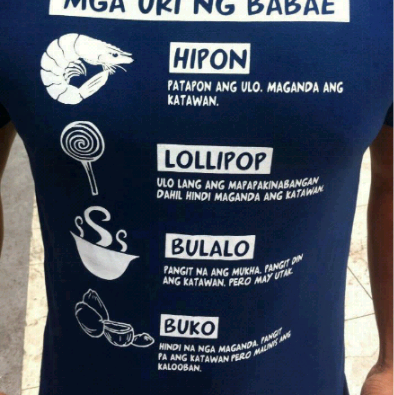 MGA URI NG BABAE
HIPON
PATAPON ANG ULO. MAGANDA ANG
KATAWAN.
LOLLIPOP
ULO LANG ANG MAPAPAKINABANGAN
DAHIL HINDI MAGANDA ANG KATAWAN.
BULALO
PANGIT NA ANG MUKHA. PANGIT DIN
ANG KATAWAN. PERO MAY UTAK.
BUKO
HINDI NA NGA MAGANDA. PANGIT
PA ANG KATAWAN PERO MALINIS ANG
KALOOBAN.